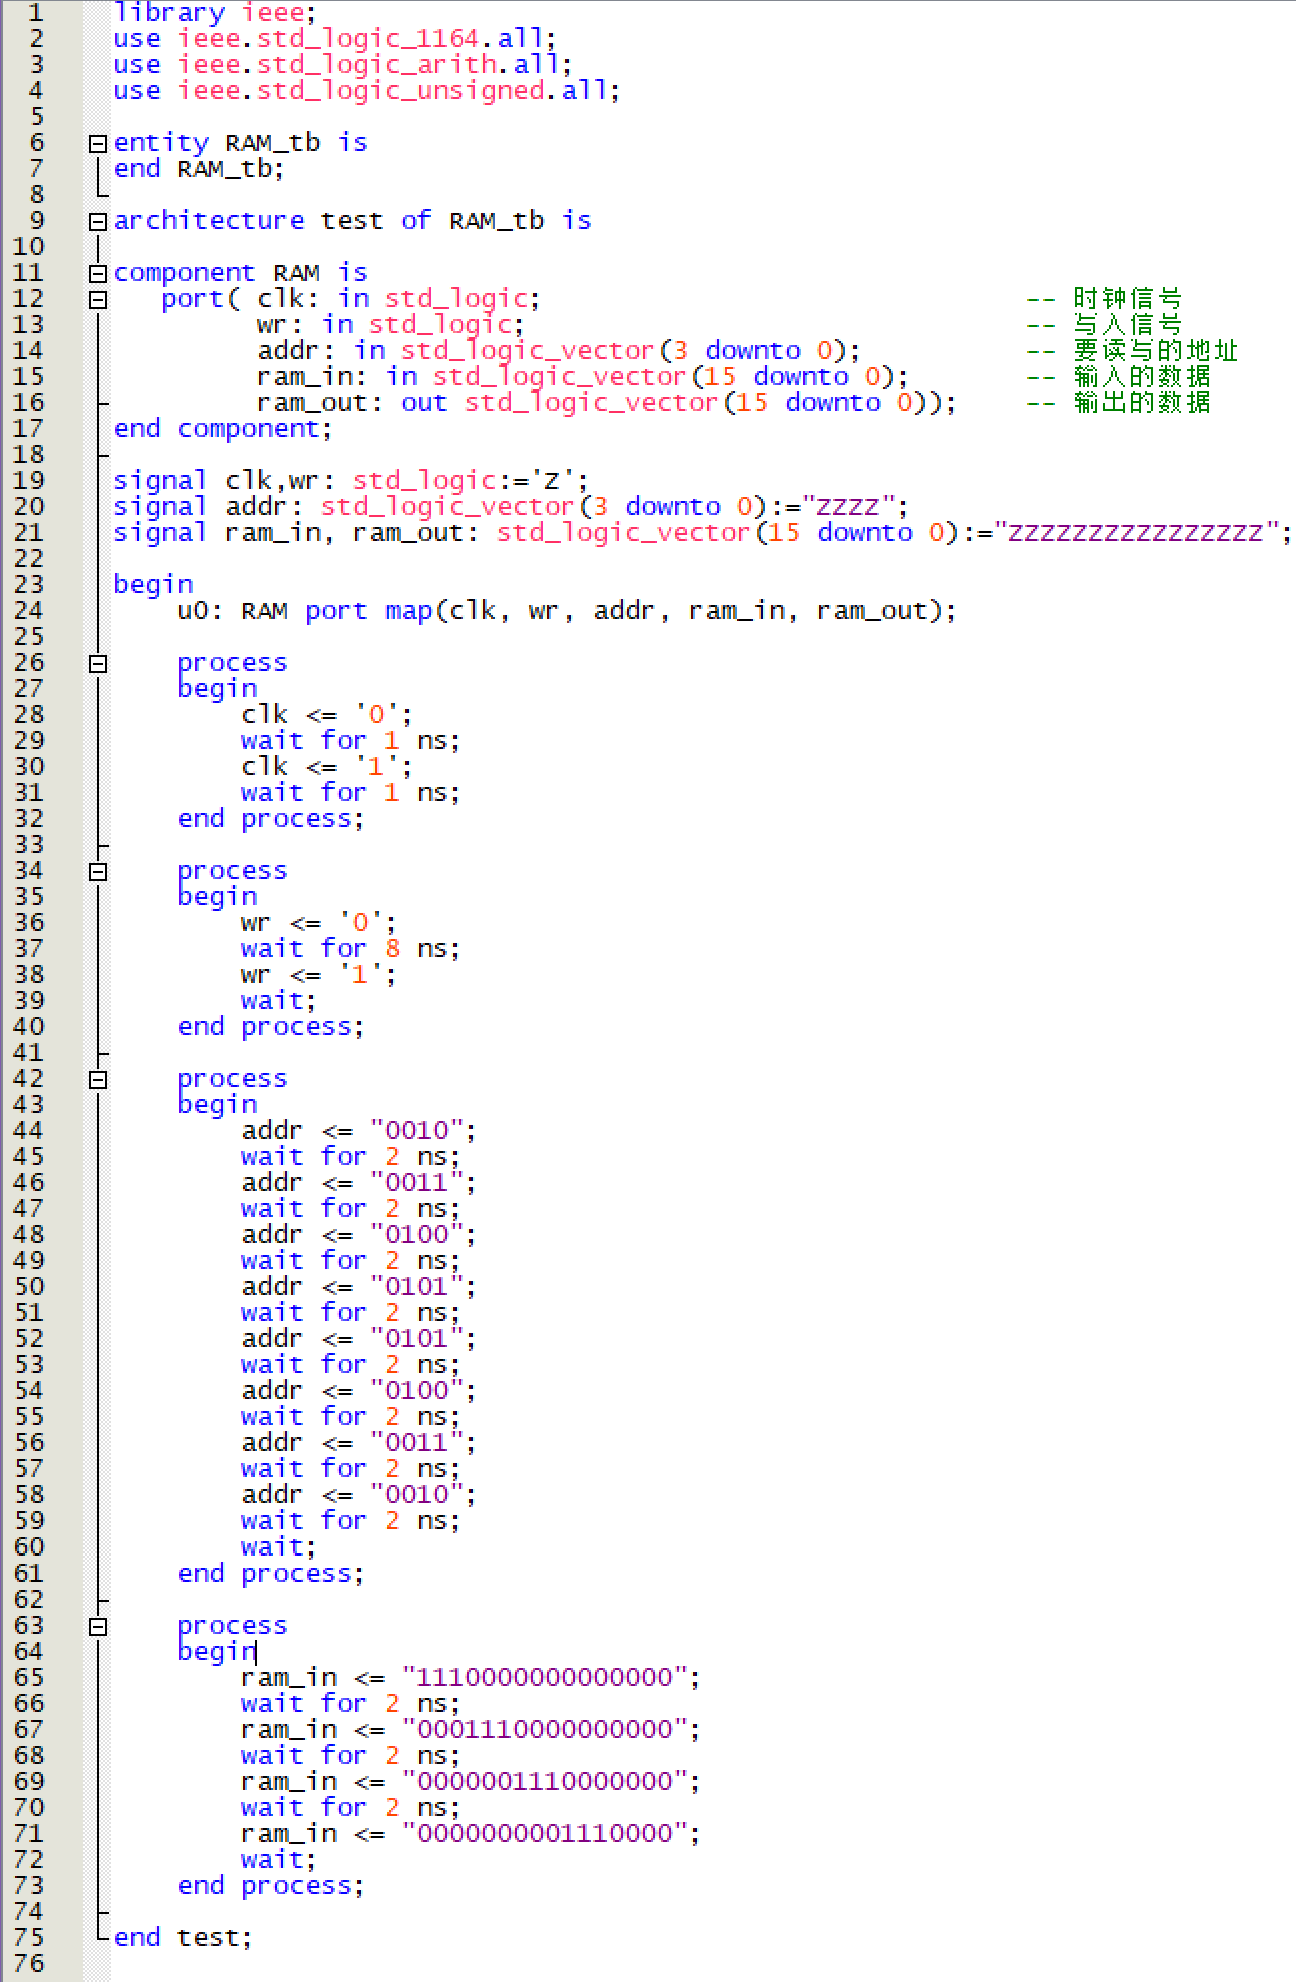 1 library ieee;
2 use ieee.std_logic_1164.all;
3 use ieee.std_logic_arith.all;
4 use ieee.std_logic_unsigned.all;
5
6 entity RAM_tb is
7 end RAM_tb;
8
9 architecture test of RAM_tb is
10
11 component RAM is
12 port( clk: in std_logic; -- 时钟信号
13 wr: in std_logic; -- 写入信号
14 addr: in std_logic_vector(3 downto 0); -- 要读写的地址
15 ram_in: in std_logic_vector(15 downto 0); -- 输入的数据
16 ram_out: out std_logic_vector(15 downto 0)); -- 输出的数据
17 end component;
18
19 signal clk,wr: std_logic:='Z';
20 signal addr: std_logic_vector(3 downto 0):="ZZZZ";
21 signal ram_in, ram_out: std_logic_vector(15 downto 0):="ZZZZZZZZZZZZZZZZ";
22
23 begin
24 u0: RAM port map(clk, wr, addr, ram_in, ram_out);
25
26 process
27 begin
28 clk <= '0';
29 wait for 1 ns;
30 clk <= '1';
31 wait for 1 ns;
32 end process;
33
34 process
35 begin
36 wr <= '0';
37 wait for 8 ns;
38 wr <= '1';
39 wait;
40 end process;
41
42 process
43 begin
44 addr <= "0010";
45 wait for 2 ns;
46 addr <= "0011";
47 wait for 2 ns;
48 addr <= "0100";
49 wait for 2 ns;
50 addr <= "0101";
51 wait for 2 ns;
52 addr <= "0101";
53 wait for 2 ns;
54 addr <= "0100";
55 wait for 2 ns;
56 addr <= "0011";
57 wait for 2 ns;
58 addr <= "0010";
59 wait for 2 ns;
60 wait;
61 end process;
62
63 process
64 begin
65 ram_in <= "1110000000000000";
66 wait for 2 ns;
67 ram_in <= "0001110000000000";
68 wait for 2 ns;
69 ram_in <= "0000001110000000";
70 wait for 2 ns;
71 ram_in <= "0000000001110000";
72 wait;
73 end process;
74
75 end test;
76